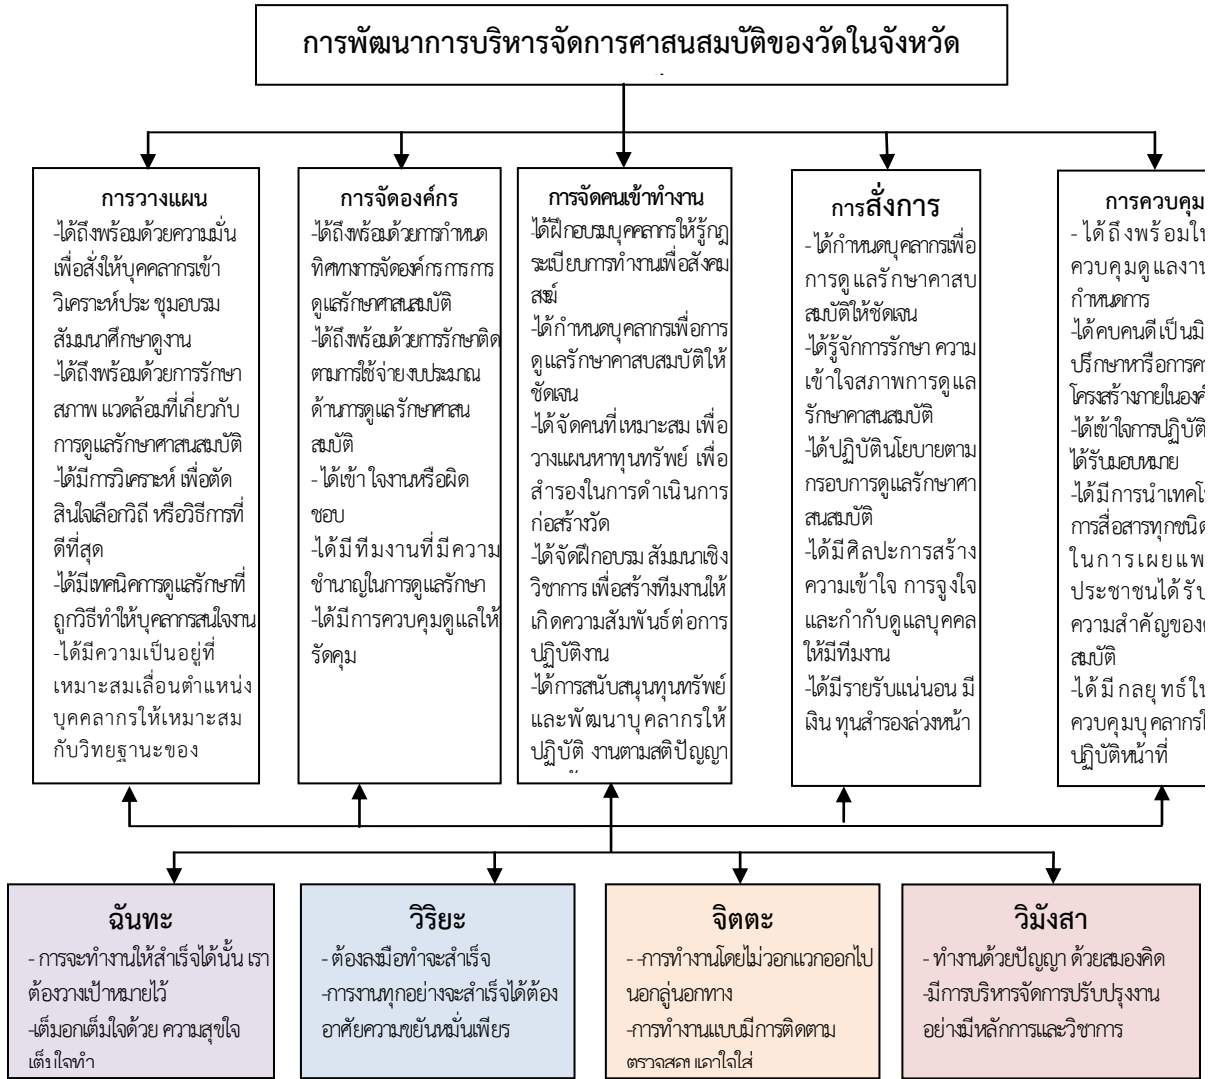 การพัฒนาการบริหารจัดการศาสนสมบัติของวัดในจังหวัด
การวางแผน
-ได้ถึงพร้อมด้วยความมั่น
เพื่อสั่งให้บุคคลากรเข้า
วิเคราะห์ประ ชุมอบรม
สัมมนาศึกษาดูงาน
-ได้ถึงพร้อมด้วยการรักษา
สภาพ แวดล้อมที่เกี่ยวกับ
การดูแลรักษาศาสนสมบัติ
-ได้มีการวิเคราะห์ เพื่อตัด
สินใจเลือกวิถี หรือวิธีการที่
ดีที่สุด
-ได้มีเทคนิคการดูแลรักษาที่
ถูกวิธีทำให้บุคลากรสนใจงาน
-ได้มีความเป็นอยู่ที่
เหมาะสมเลื่อนตำแหน่ง
บุคคลากรให้เหมาะสม
กับวิทยฐานะของ
การจัดองค์กร
-ได้ถึงพร้อมด้วยการกำหนด
ทิศทางการจัดองค์กรการการ
ดูแลรักษาศาสนสมบัติ
-ได้ถึงพร้อมด้วยการรักษาติด
ตามการใช้จ่ายงบประมาณ
ด้านการดูแลรักษาศาสน
สมบัติ
- ได้เข้า ใจงานหรือผิด
ชอบ
-ได้มีทีมงานที่มีความ
ชำนาญในการดูแลรักษา
-ได้มีการควบคุมดูแลให้
รัดคุม
การจัดคนเข้าทำงาน
-ได้ฝึกอบรมบุคคลากรให้รู้กฎ
ระเบียบการทำงานเพื่อสังคม
สงฆ์
-ได้กำหนดบุคลากรเพื่อการ
ดูแลรักษาคาสบสมบัติให้
ชัดเจน
-ได้จัดคนที่เหมาะสม เพื่อ
วางแผนหาทุนทรัพย์ เพื่อ
สำรองในการดำเนินการ
ก่อสร้างวัด
-ได้จัดฝึกอบรม สัมมนาเชิง
วิชาการ เพื่อสร้างทีมงานให้
เกิดความสัมพันธ์ต่อการ
ปฏิบัติงาน
-ได้การสนับสนุนทุนทรัพย์
และพัฒนาบุคลากรให้
ปฏิบัติ งานตามสติปัญญา
การสั่งการ
- ได้กำหนดบุคลากรเพื่อ
การดูแลรักษาคาสบ
สมบัติให้ชัดเจน
-ได้รู้จักการรักษา ความ
เข้าใจสภาพการดูแล
รักษาคาสนสมบัติ
-ได้ปฏิบัตินโยบายตาม
กรอบการดูแลรักษาศา
สนสมบัติ
-ได้มีศิลปะการสร้าง
ความเข้าใจ การจูงใจ
และกำกับดูแลบุคคล
ให้มีทีมงาน
-ได้มีรายรับแน่นอน มี
เงิน ทุนสำรองล่วงหน้า
การควบคุม
- ได้ถึงพร้อมใน
ควบคุมดูแลงาน
กำหนดการ
-ได้คบคนดีเป็นมิ
ปรึกษาหารือการ
โครงสร้างภายใน
-ได้เข้าใจการปฏิบัติ
ได้รับมอบหมาย
-ได้มีการนำเทคโ
การสื่อสารทุกชนิด
ในการเผยแพ
ประชาชนได้รับ
ความสำคัญของ
สมบัติ
-ได้มีกลยุทธ์ใน
ควบคุมบุคลากรใ
ปฏิบัติหน้าที่
ฉันทะ
- การจะทำงานให้สำเร็จได้นั้น เรา
ต้องวางเป้าหมายไว้
-เต็มอกเต็มใจด้วย ความสุขใจ
เต็มใจทำ
วิริยะ
- ต้องลงมือทำจะสำเร็จ
-การงานทุกอย่างจะสำเร็จได้ต้อง
อาศัยความขยันหมั่นเพียร
จิตตะ
- -การทำงานโดยไม่วอกแวกออกไป
นอกลู่นอกทาง
-การทำงานแบบมีการติดตาม
ตรวจสอบเอาใจใส่
วิมังสา
- ทำงานด้วยปัญญา ด้วยสมองคิด
-มีการบริหารจัดการปรับปรุงงาน
อย่างมีหลักการและวิชาการ